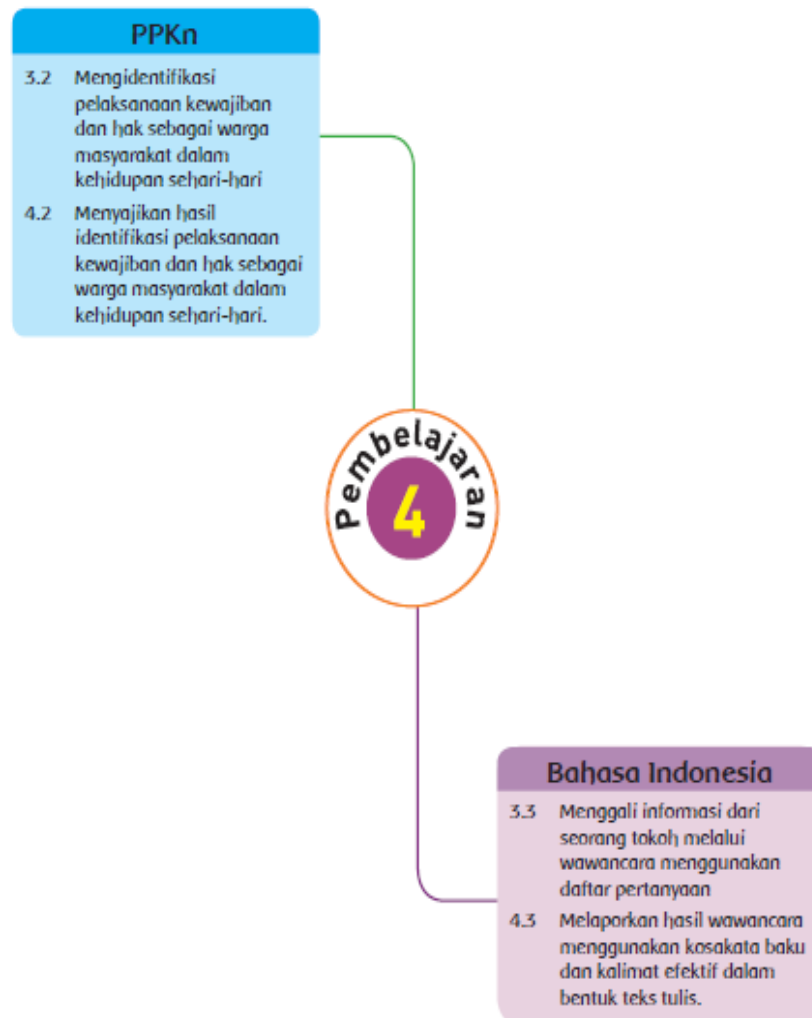 PPKn
3.2 Mengidentifikasi
pelaksanaan kewajiban
dan hak sebagai warga
masyarakat dalam
kehidupan sehari-hari
4.2 Menyajikan hasil
identifikasi pelaksanaan
kewajiban dan hak sebagai
warga masyarakat dalam
kehidupan sehari-hari.
Pembelajaran
4
Bahasa Indonesia
3.3 Menggali informasi dari
seorang tokoh melalui
wawancara menggunakan
daftar pertanyaan
4.3 Melaporkan hasil wawancara
menggunakan kosakata baku
dan kalimat efektif dalam
bentuk teks tulis.